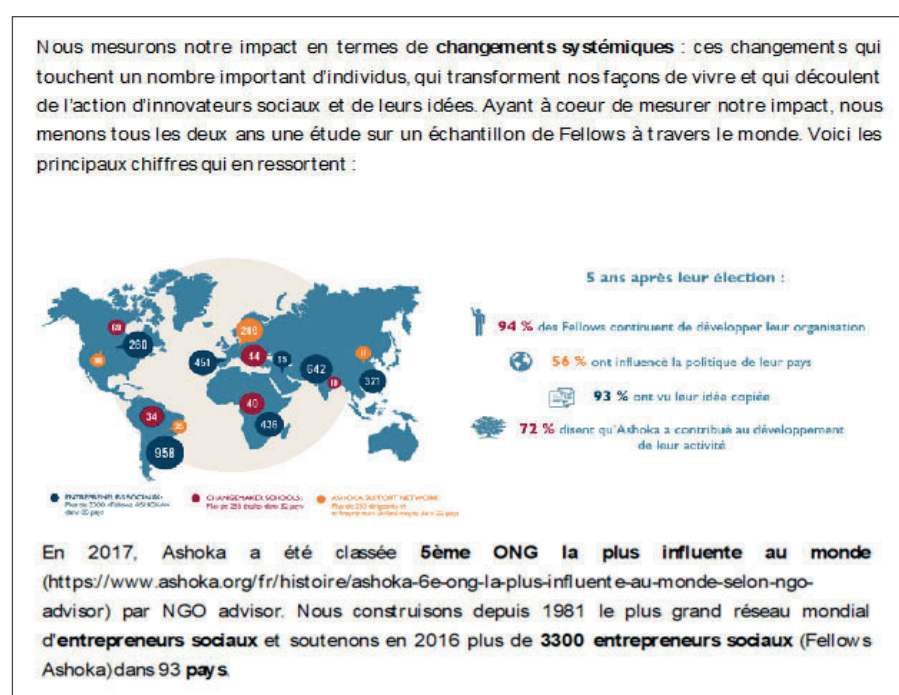 Nous mesurons notre impact en termes de changements systémiques : ces changements qui
touchent un nombre important d'individus, qui transforment nos façons de vivre et qui découlent
de l'action d'innovateurs sociaux et de leurs idées. Ayant à coeur de mesurer notre impact, nous
menons tous les deux ans une étude sur un échantillon de Fellows à travers le monde. Voici les
principaux chiffres qui en ressortent :
5 ans après leur élection :
94 % des Fellows continuent de développer leur organisation
56 % ont influencé la politique de leur pays
93 % ont vu leur idée copiée
72 % disent qu'Ashoka a contribué au développement
de leur activité
260
451
44
15
642
321
34
40
436
958
ENTREPRENEURS SOCIAUX:
CHANGEMAKER SCHOOLS:
ASHOKA SUPPORT NETWORK:
En 2017, Ashoka a été classée 5ème ONG la plus influente au monde
(https://www.ashoka.org/fr/histoire/ashoka-6e-ong-la-plus-influente-au-monde-selon-ngo-
advisor) par NGO advisor. Nous construisons depuis 1981 le plus grand réseau mondial
d'entrepreneurs sociaux et soutenons en 2016 plus de 3300 entrepreneurs sociaux (Fellows
Ashoka)dans 93 pays.